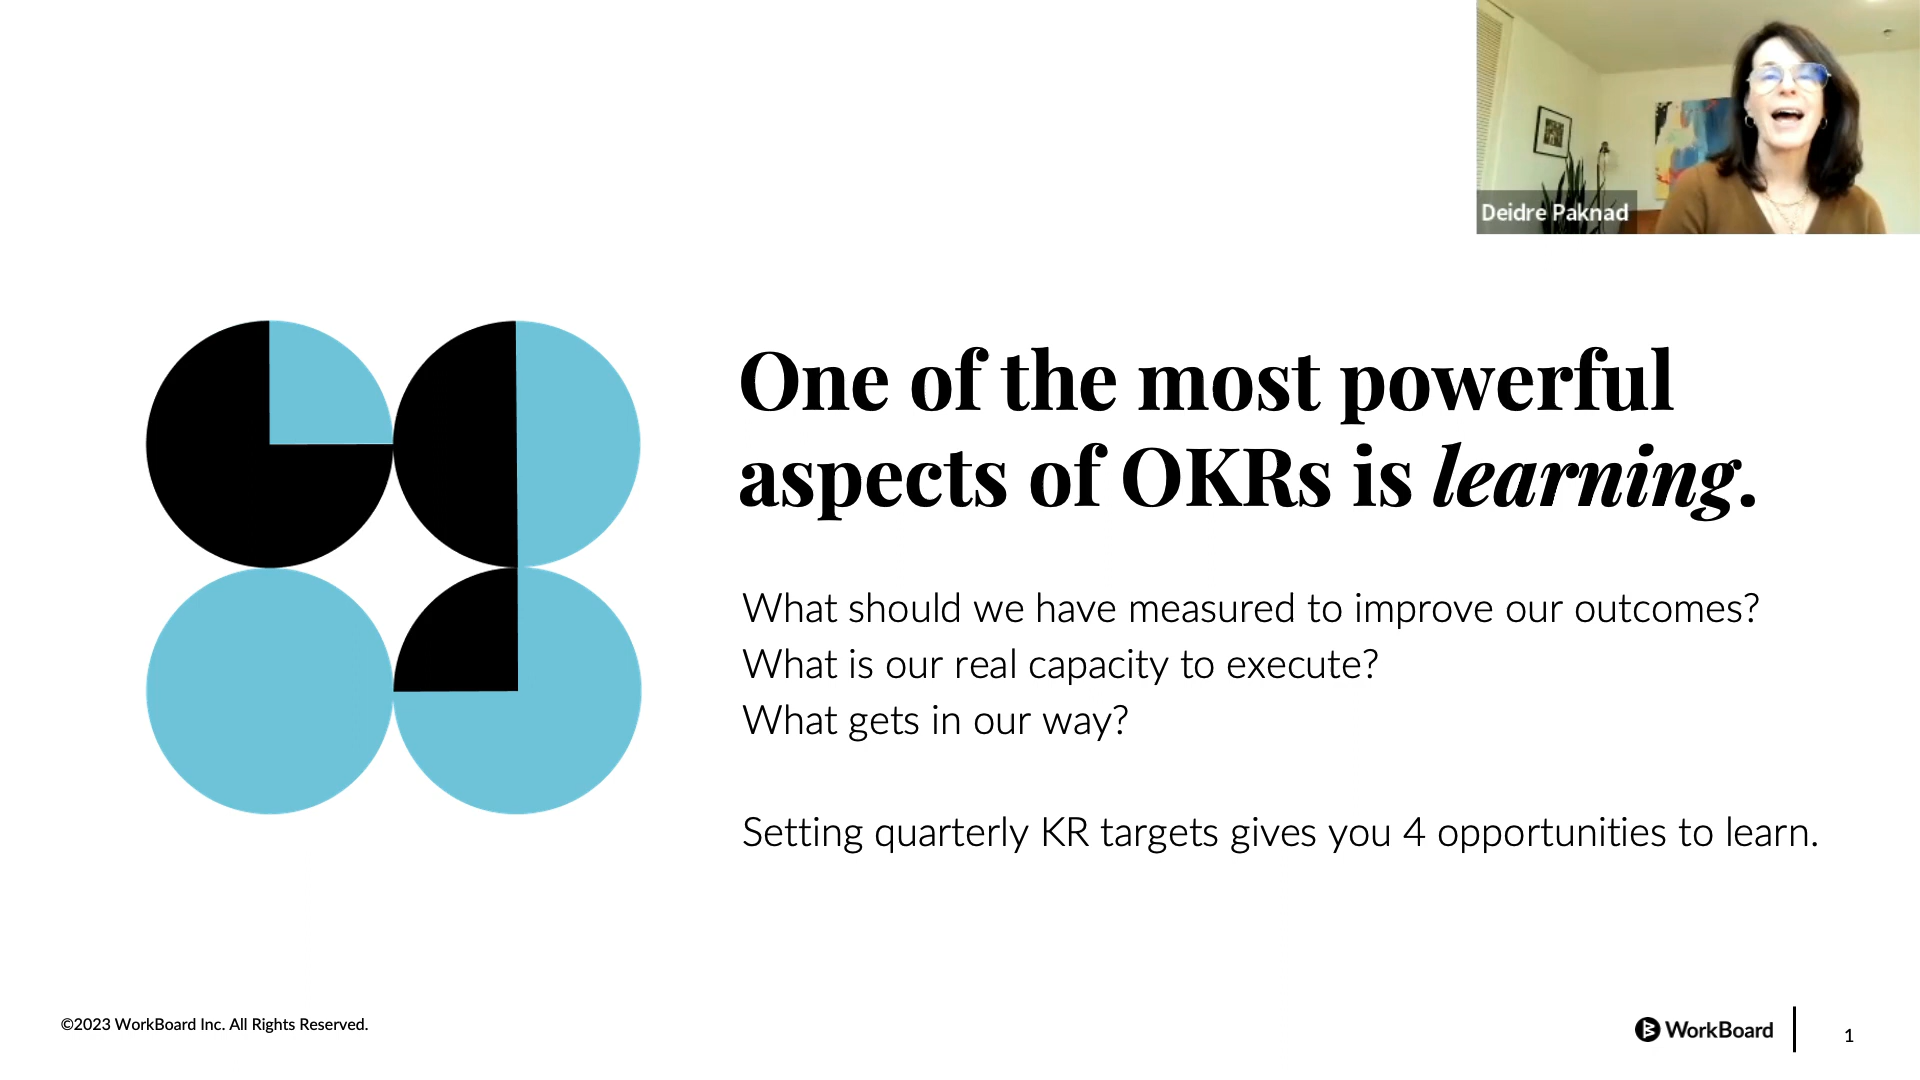 Deidre Paknad
One of the most powerful
aspects of OKRs is learning.
What should we have measured to improve our outcomes?
What is our real capacity to execute?
What gets in our way?
Setting quarterly KR targets gives you 4 opportunities to learn.
©2023 WorkBoard Inc. All Rights Reserved.
WorkBoard
1